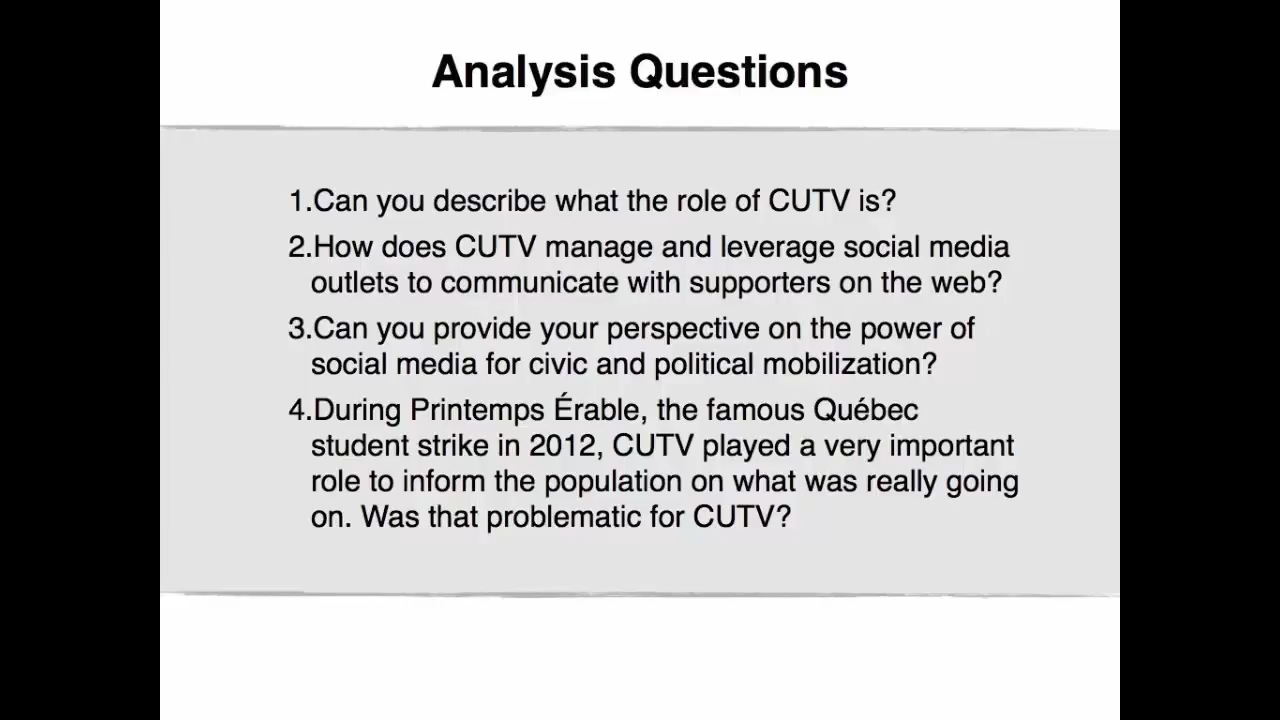 Analysis Questions
1.Can you describe what the role of CUTV is?
2.How does CUTV manage and leverage social media
outlets to communicate with supporters on the web?
3.Can you provide your perspective on the power of
social media for civic and political mobilization?
4.During Printemps Érable, the famous Québec
student strike in 2012, CUTV played a very important
role to inform the population on what was really going
on. Was that problematic for CUTV?